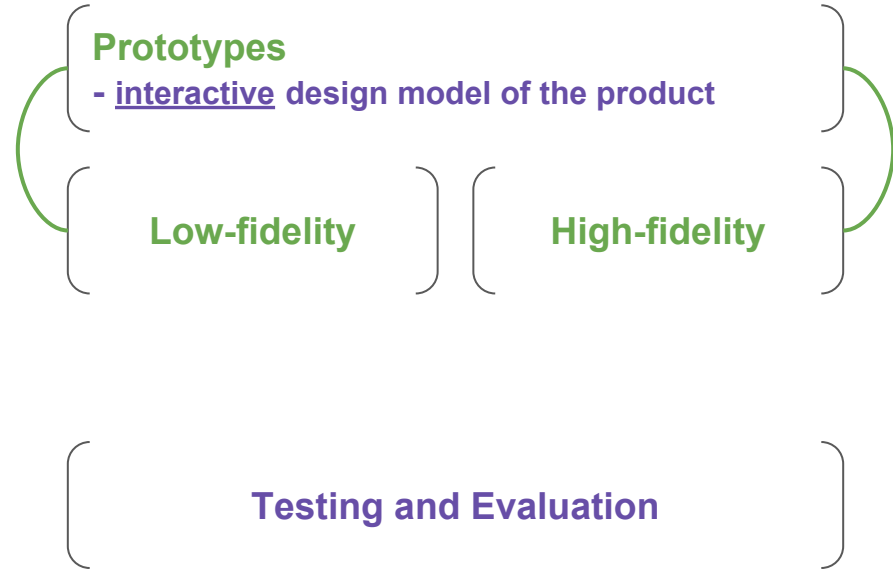 Prototypes
- interactive design model of the product
Low-fidelity
High-fidelity
Testing and Evaluation